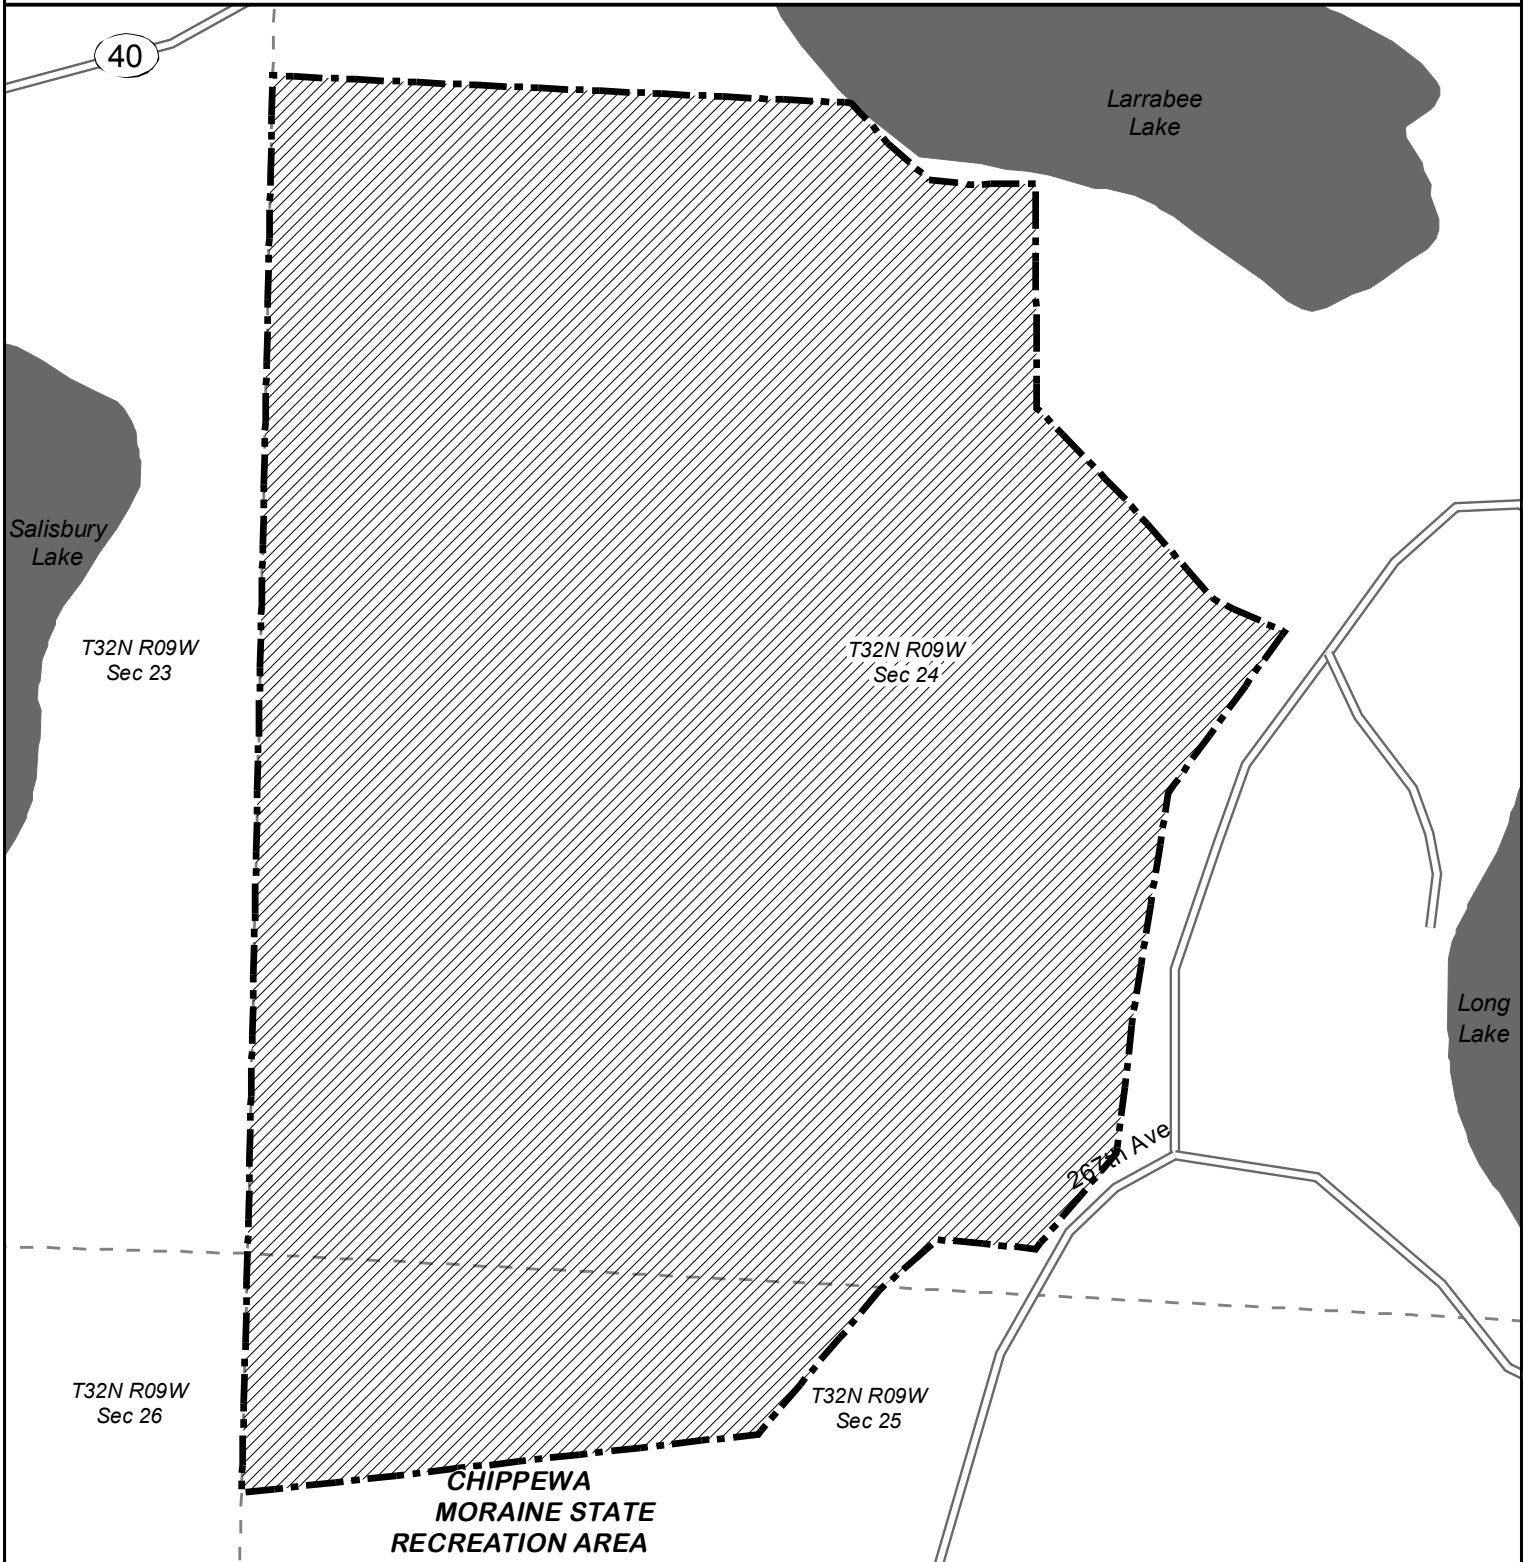 40
Larrabee
Lake
Salisbury
Lake
T32N R09W
Sec 23
T32N R09W
Sec 24
Long
Lake
267th Ave
T32N R09W
Sec 26
T32N R09W
Sec 25
CHIPPEWA
MORAINE STATE
RECREATION AREA